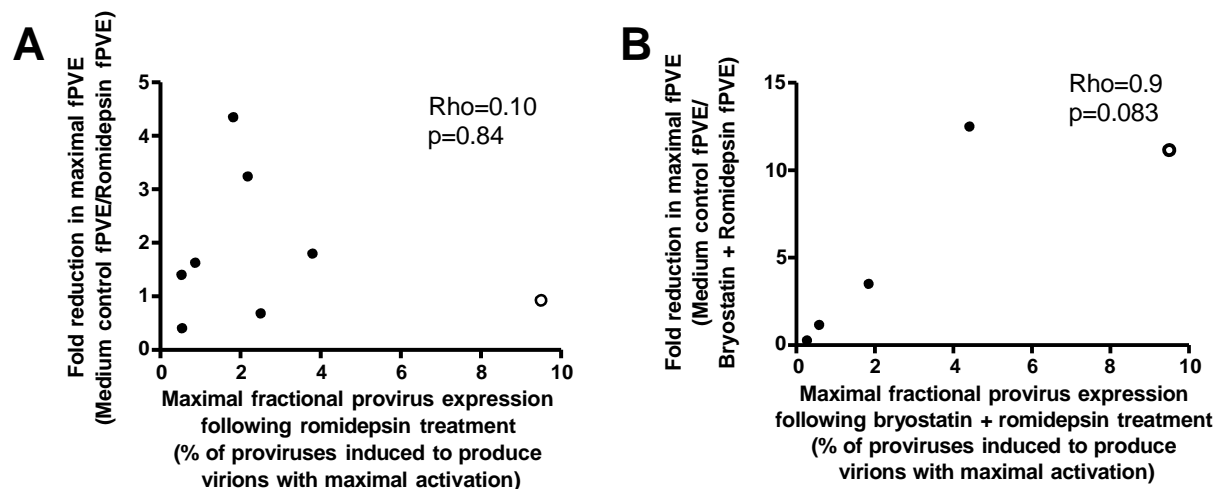 A
Fold reduction in maximal fPVE
(Medium control fPVE/Romidepsin fPVE)
5
4
3
2
1
0
Rho=0.10
p=0.84
0 2 4 6 8 10
Maximal fractional provirus expression
following romidepsin treatment
(% of proviruses induced to produce
virions with maximal activation)
B
Fold reduction in maximal fPVE
(Medium control fPVE/
Bryostatin + Romidepsin fPVE)
15
10
5
0
Rho=0.9
p=0.083
0 2 4 6 8 10
Maximal fractional provirus expression
following bryostatin + romidepsin treatment
(% of proviruses induced to produce
virions with maximal activation)